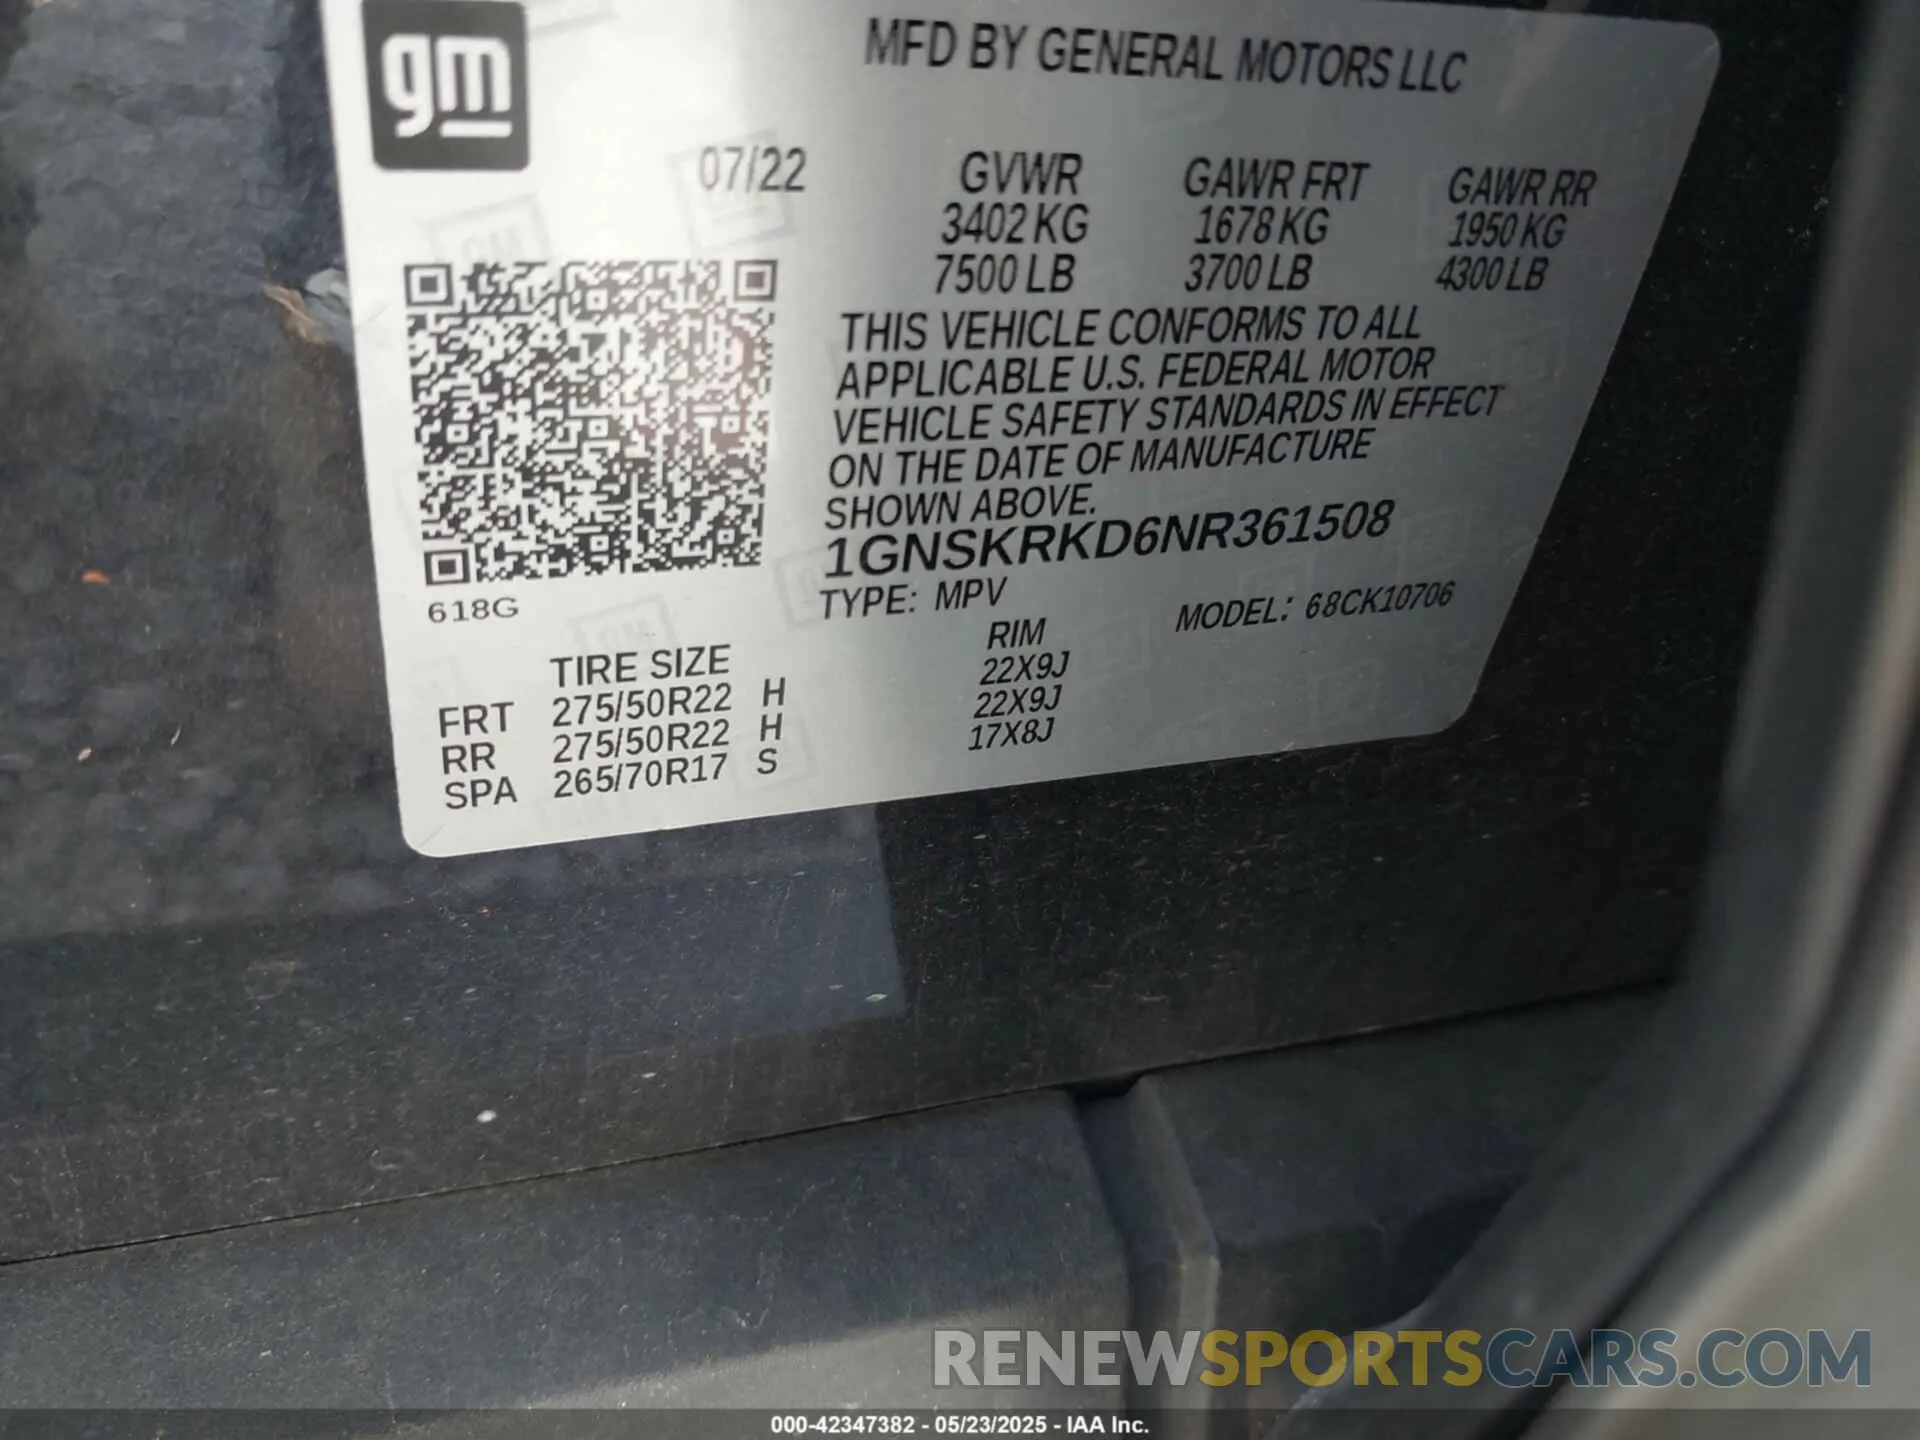 gm
MFD BY GENERAL MOTORS LLC
07/22
GVWR GAWR FRT GAWR RR
3402 KG 1678 KG 1950 KG
7500 LB 3700 LB 4300 LB
THIS VEHICLE CONFORMS TO ALL
APPLICABLE U.S. FEDERAL MOTOR
VEHICLE SAFETY STANDARDS IN EFFECT
ON THE DATE OF MANUFACTURE
SHOWN ABOVE.
1GNSKRKD6NR361508
TYPE: MPV MODEL: 68CK10706
618G
TIRE SIZE RIM
FRT 275/50R22 H 22X9J
RR 275/50R22 H 22X9J
SPA 265/70R17 S 17X8J
RENEWSPORTSCARS.COM
000-42347382 - 05/23/2025 - IAA Inc.